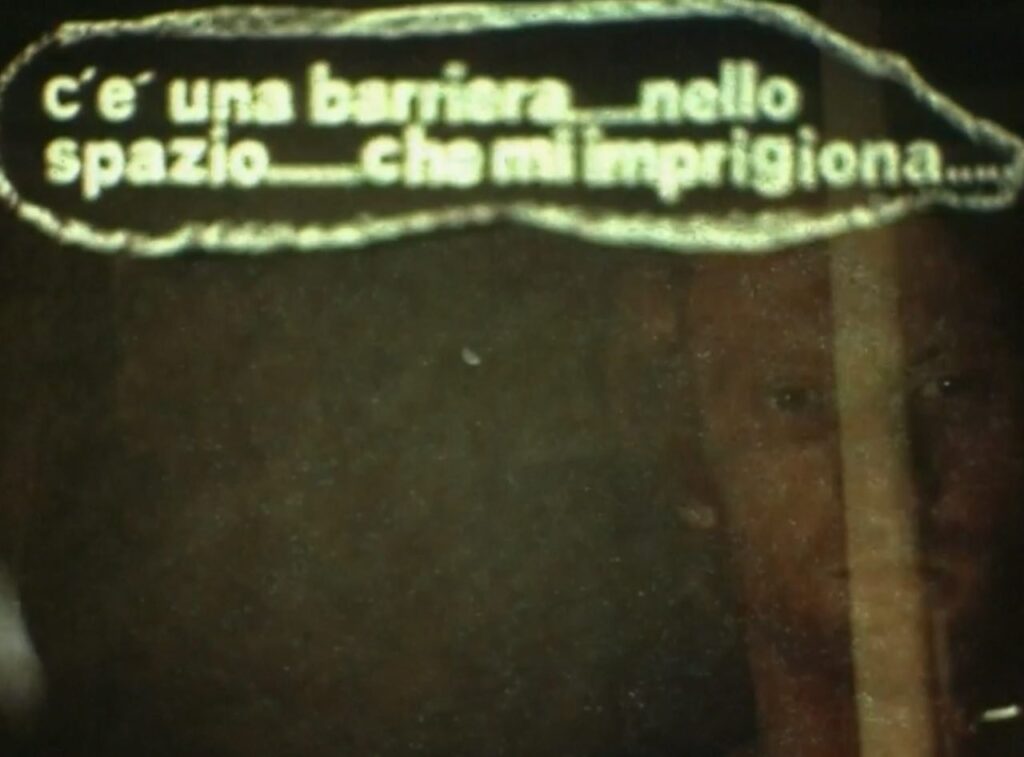 c'e' una barriera.....nello
spazio......che mi imprigiona.....